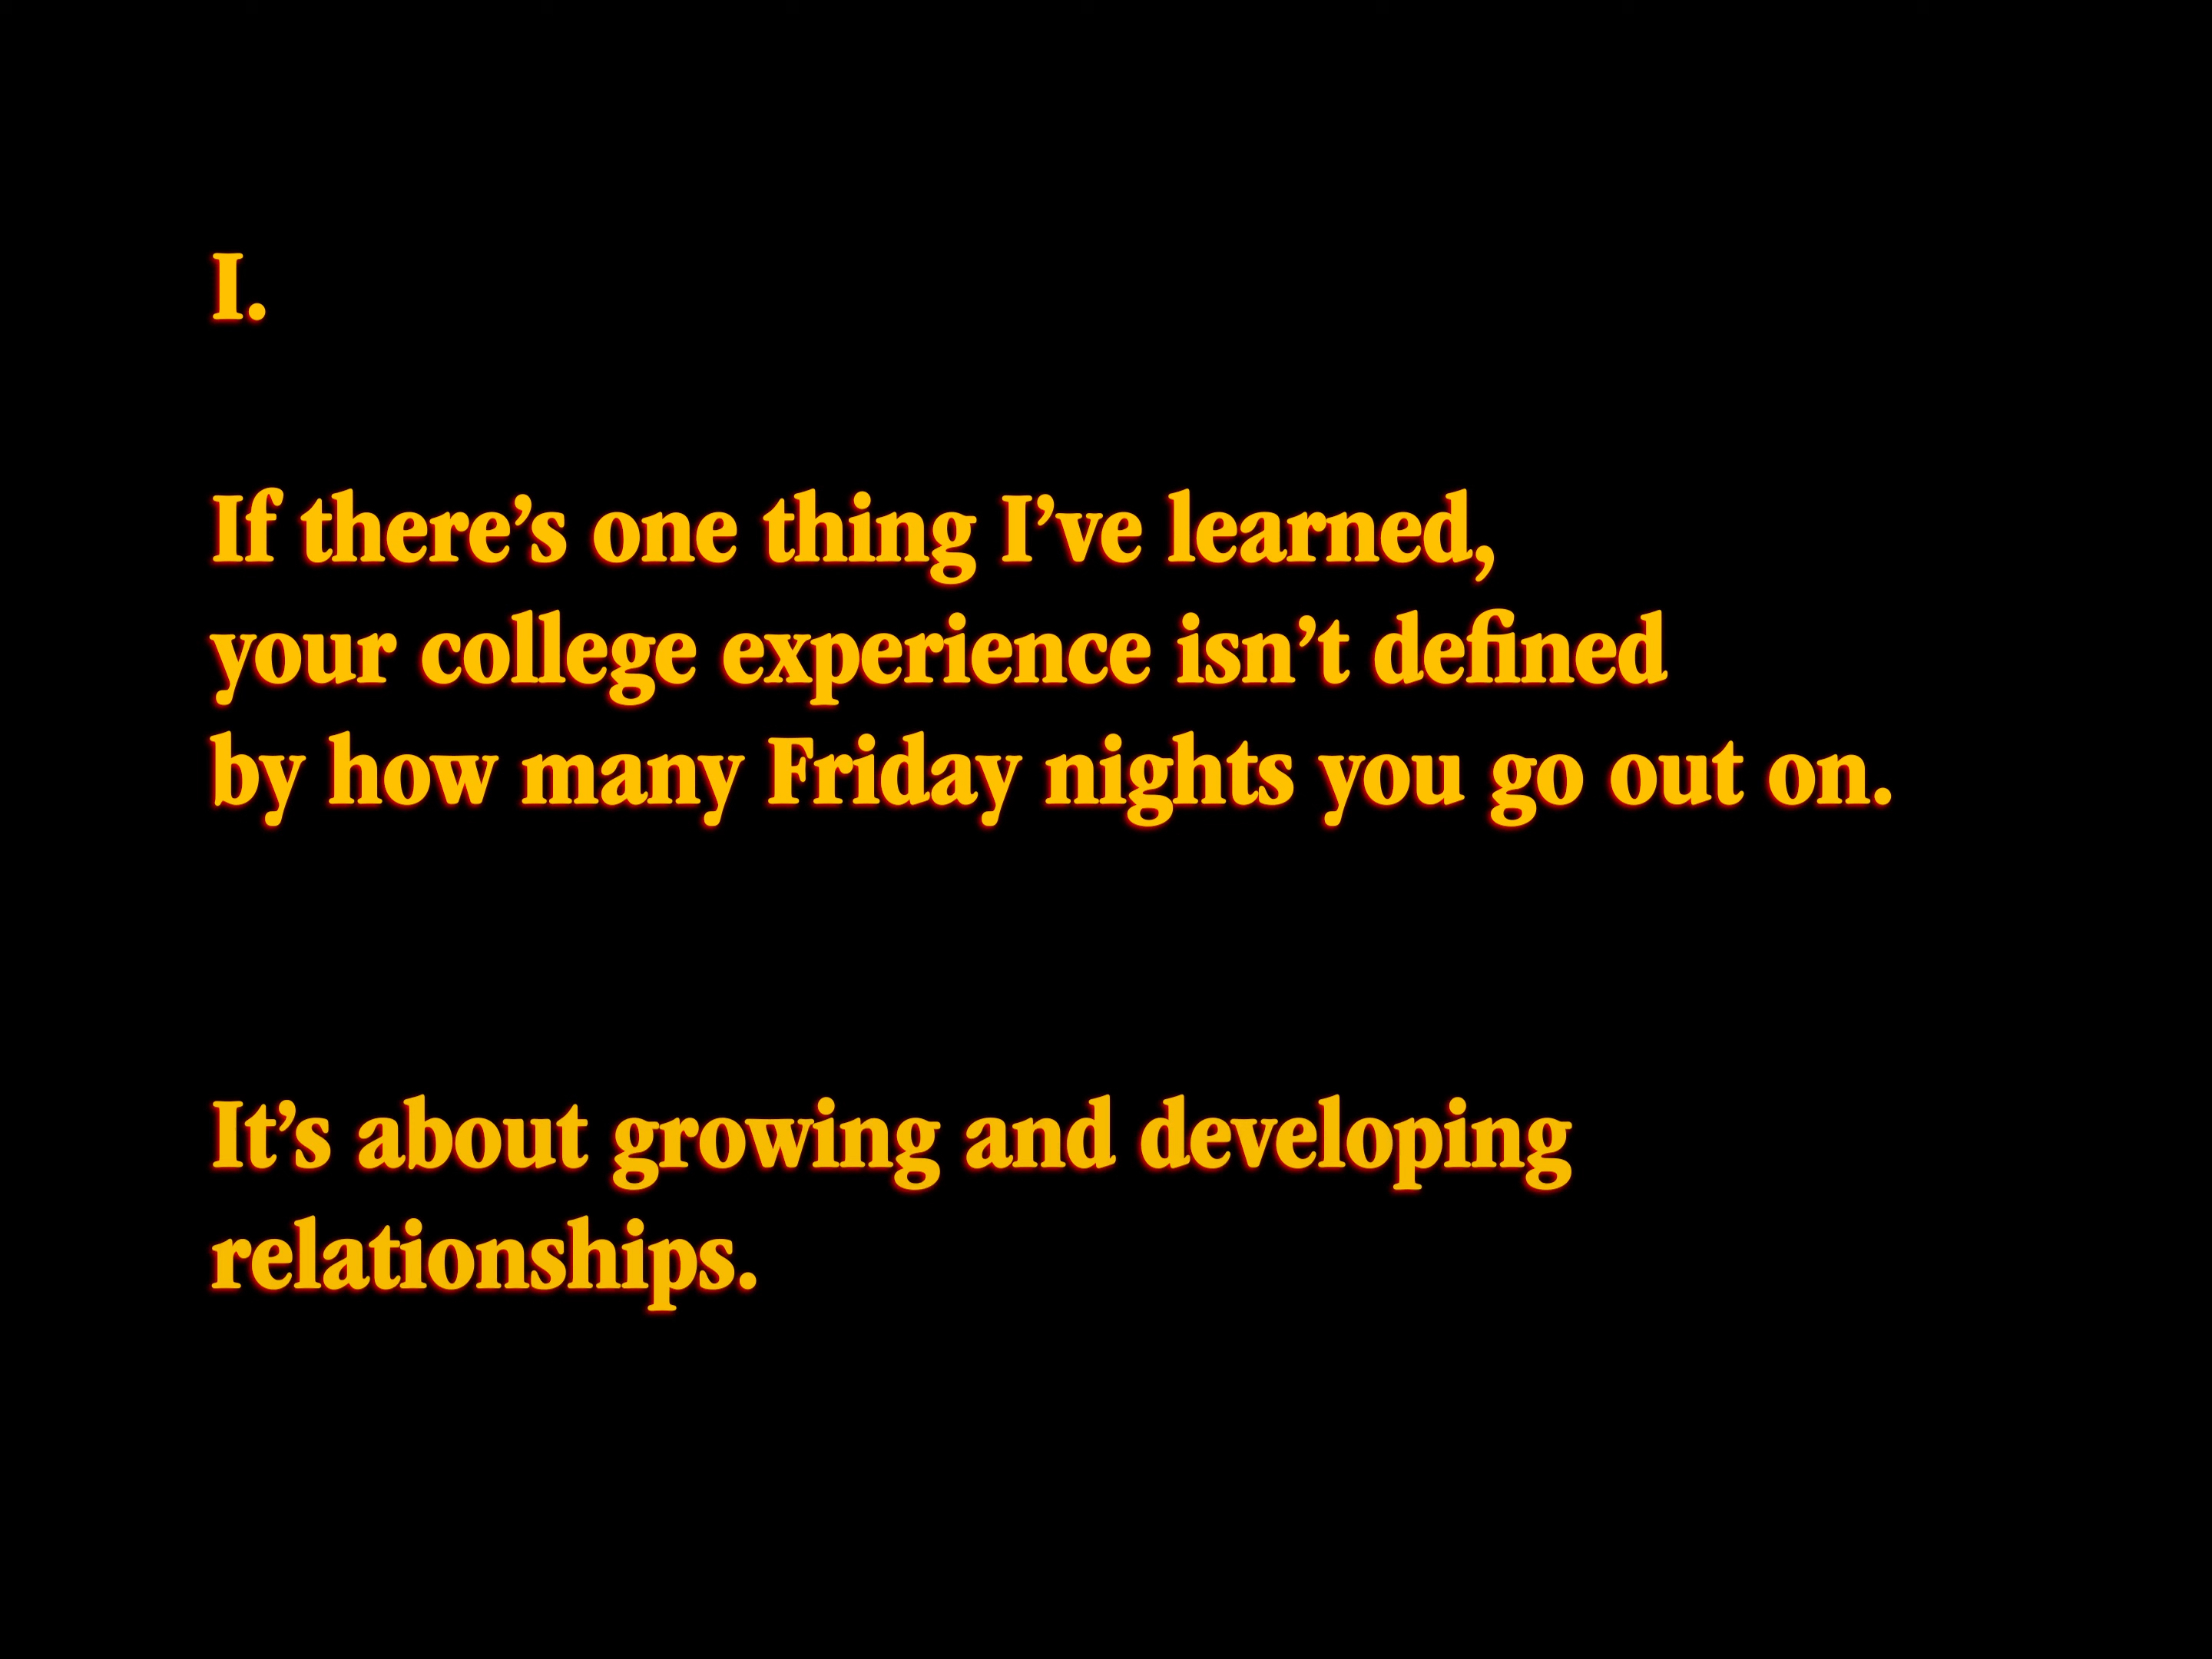 I.
If there’s one thing I’ve learned,
your college experience isn’t defined
by how many Friday nights you go out on.
It’s about growing and developing
relationships.